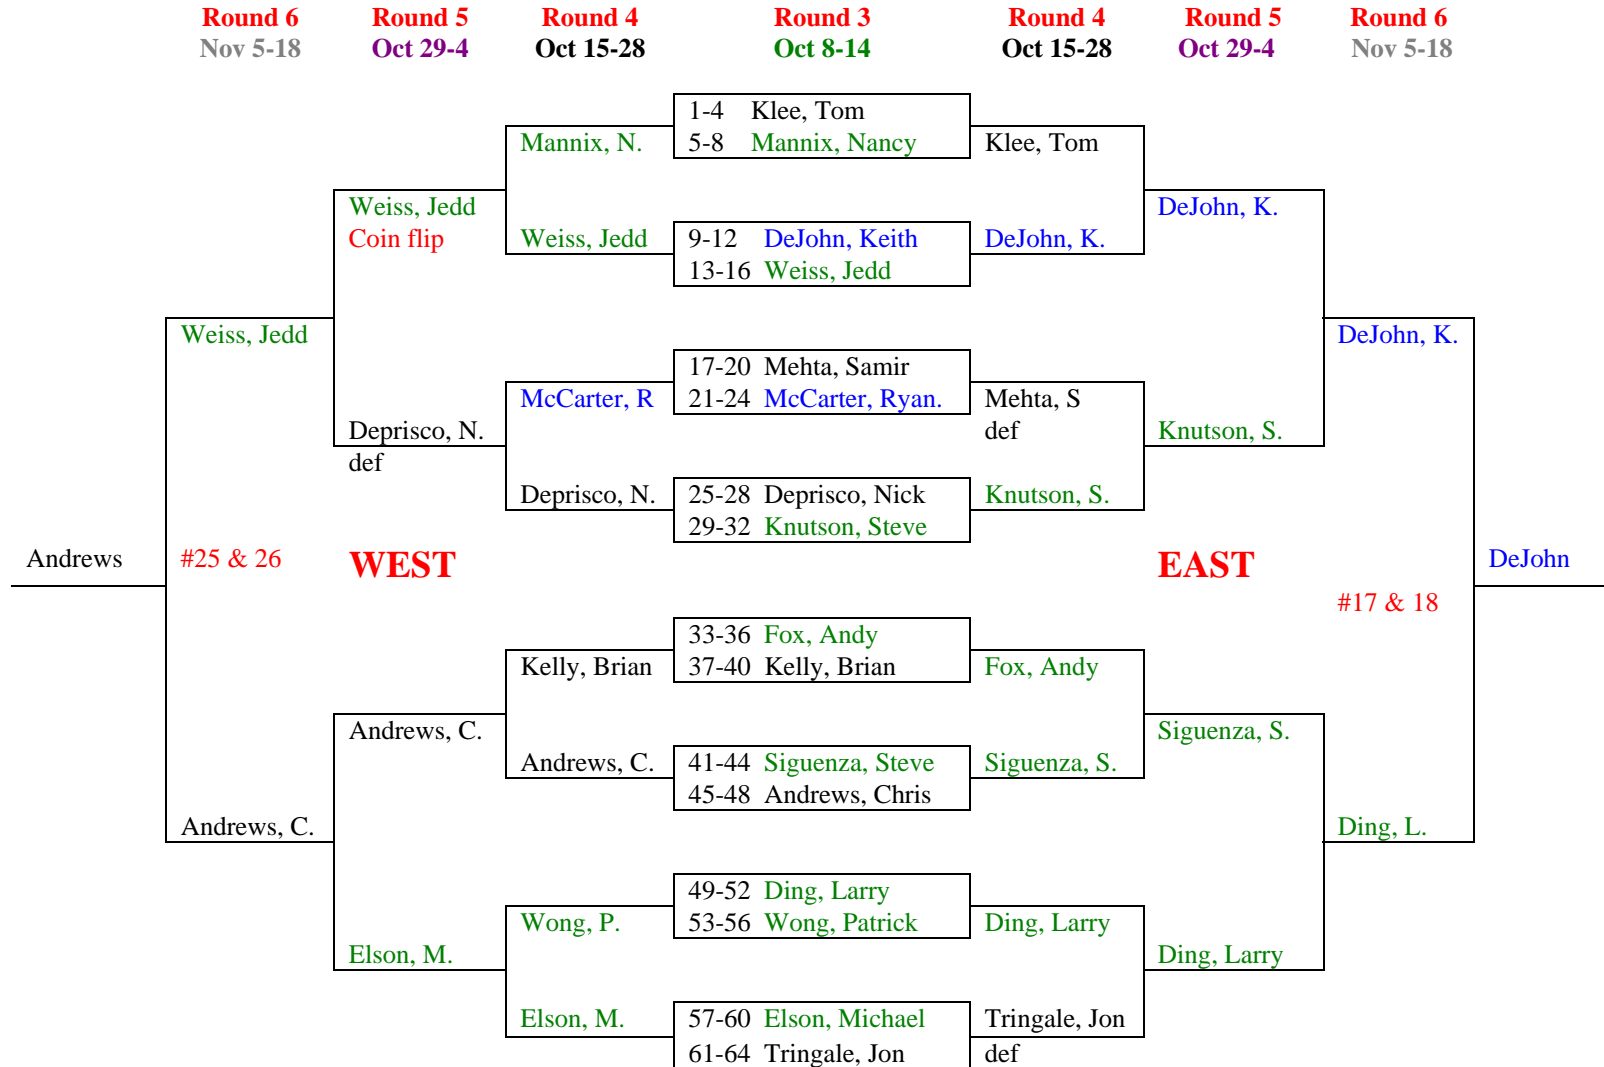 Round 6 Round 5 Round 4 Round 3 Round 4 Round 5 Round 6
Nov 5-18 Oct 29-4 Oct 15-28 Oct 8-14 Oct 15-28 Oct 29-4 Nov 5-18
1-4 Klee, Tom
Mannix, N. 5-8 Mannix, Nancy Klee, Tom
Weiss, Jedd DeJohn, K.
Coin flip Weiss, Jedd 9-12 DeJohn, Keith DeJohn, K.
13-16 Weiss, Jedd
Weiss, Jedd DeJohn, K.
17-20 Mehta, Samir
McCarter, R 21-24 McCarter, Ryan. Mehta, S
Deprisco, N. def Knutson, S.
def
Deprisco, N. 25-28 Deprisco, Nick Knutson, S.
29-32 Knutson, Steve
Andrews #25 & 26 WEST EAST DeJohn
#17 & 18
33-36 Fox, Andy
Kelly, Brian 37-40 Kelly, Brian Fox, Andy
Andrews, C. Siguenza, S.
Andrews, C. 41-44 Siguenza, Steve Siguenza, S.
45-48 Andrews, Chris
Andrews, C. Ding, L.
49-52 Ding, Larry
Wong, P. 53-56 Wong, Patrick Ding, Larry
Elson, M. Ding, Larry
Elson, M. 57-60 Elson, Michael Tringale, Jon
61-64 Tringale, Jon def